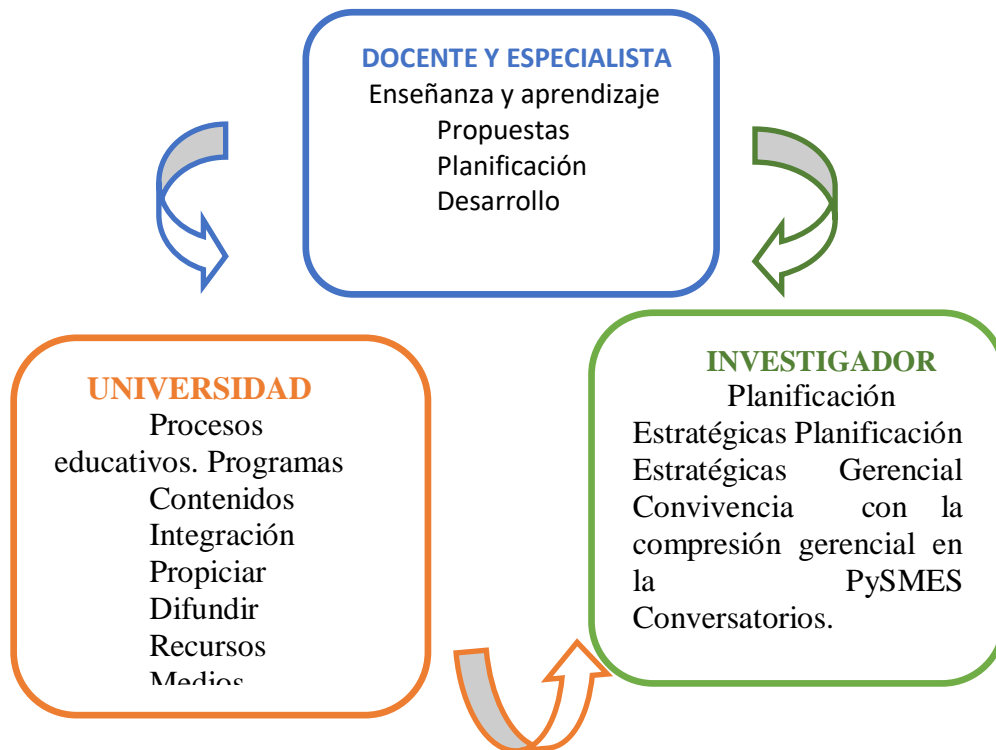 DOCENTE Y ESPECIALISTA
Enseñanza y aprendizaje
Propuestas
Planificación
Desarrollo
UNIVERSIDAD
Procesos
educativos. Programas
Contenidos
Integración
Propiciar
Difundir
Recursos
Medios
INVESTIGADOR
Planificación
Estratégicas Planificación
Estratégicas Gerencial
Convivencia con la
compresión gerencial en
la PySMES
Conversatorios.